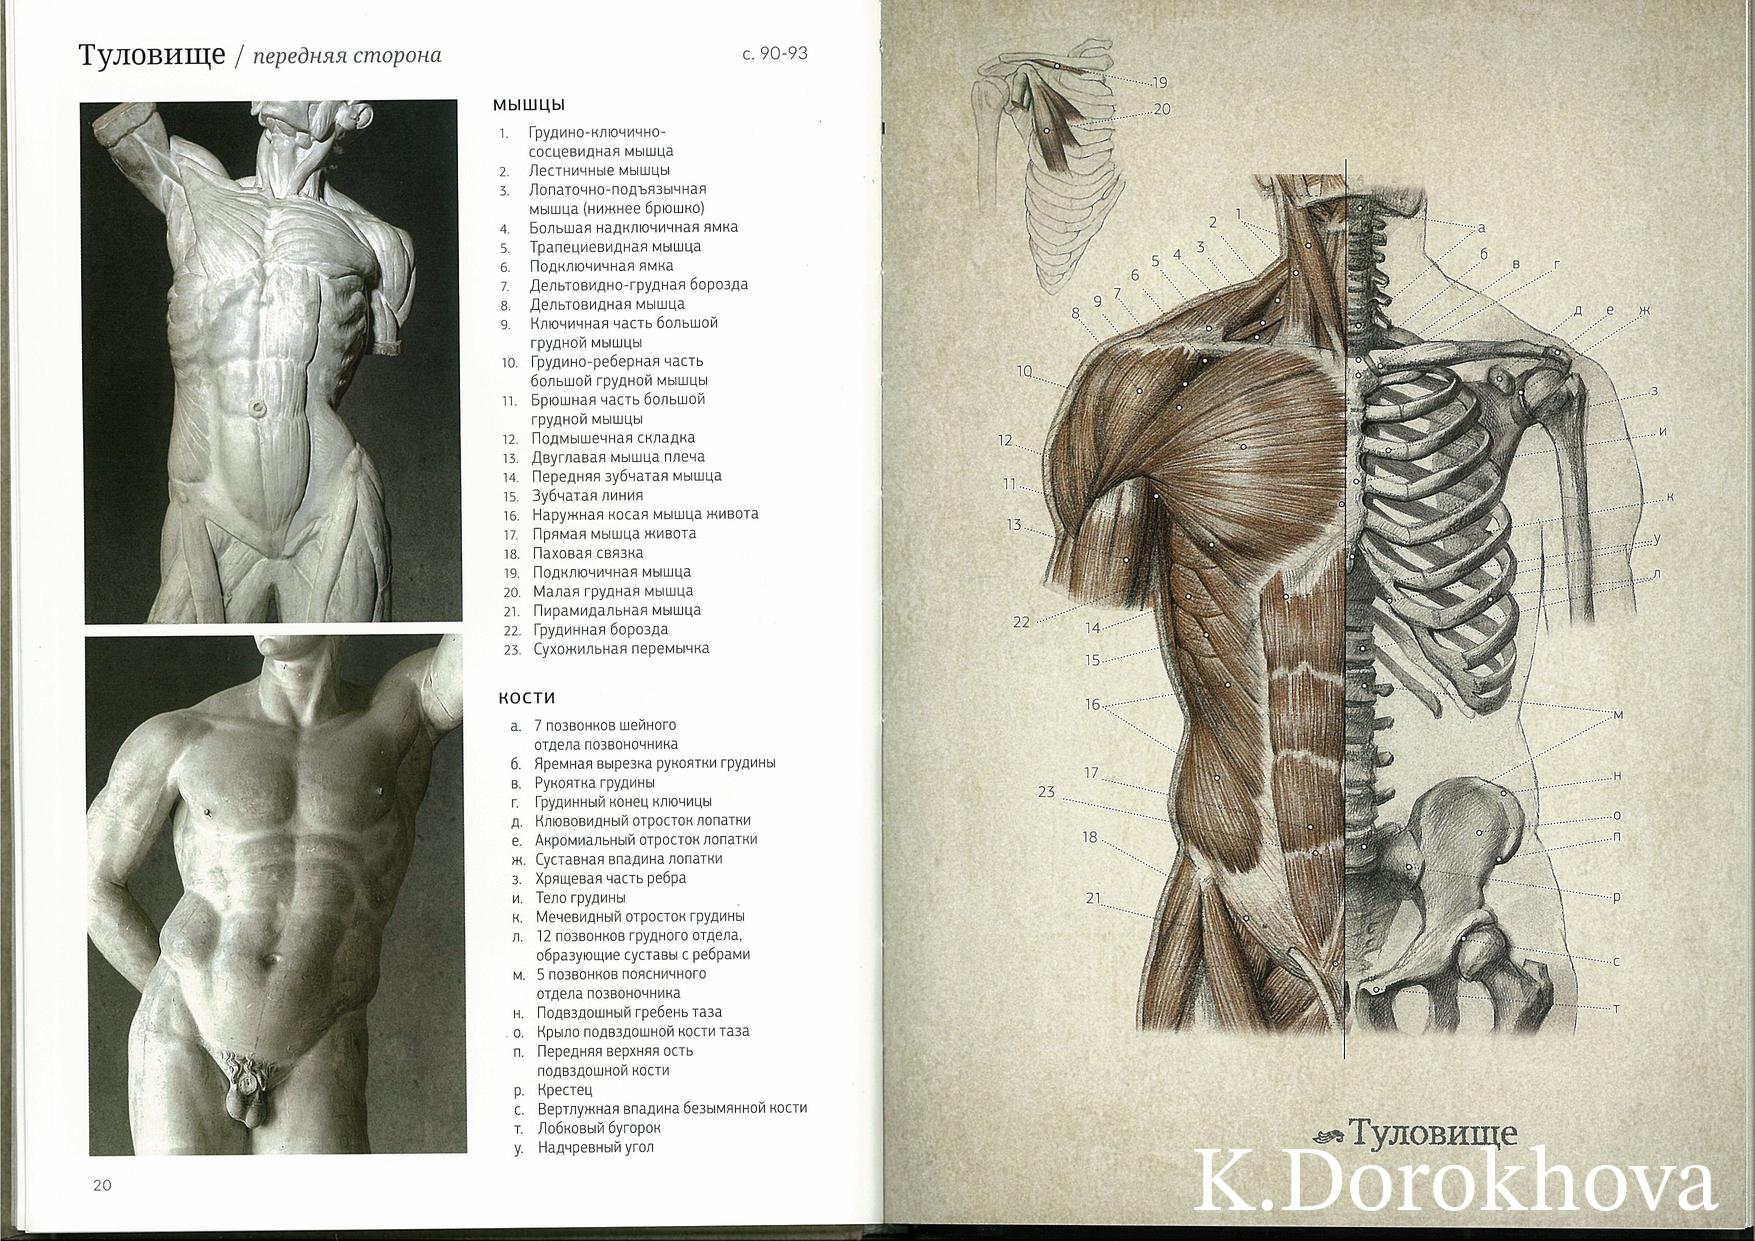 Туловище / передняя сторона
с. 90-93
МЫШЦЫ
1. Грудино-ключично-
сосцевидная мышца
2. Лестничные мышцы
3. Лопаточно-подъязычная
мышца (нижнее брюшко)
4. Большая надключичная ямка
5. Трапециевидная мышца
6. Подключичная ямка
7. Дельтовидно-грудная борозда
8. Дельтовидная мышца
9. Ключичная часть большой
грудной мышцы
10. Грудино-реберная часть
большой грудной мышцы
11. Брюшная часть большой
грудной мышцы
12. Подмышечная складка
13. Двуглавая мышца плеча
14. Передняя зубчатая мышца
15. Зубчатая линия
16. Наружная косая мышца живота
17. Прямая мышца живота
18. Паховая связка
19. Подключичная мышца
20. Малая грудная мышца
21. Пирамидальная мышца
22. Грудинная борозда
23. Сухожильная перемычка
КОСТИ
а. 7 позвонков шейного
отдела позвоночника
б. Яремная вырезка рукоятки грудины
в. Рукоятка грудины
г. Грудинный конец ключицы
д. Клювовидный отросток лопатки
е. Акромиальный отросток лопатки
ж. Суставная впадина лопатки
з. Хрящевая часть ребра
и. Тело грудины
к. Мечевидный отросток грудины
л. 12 позвонков грудного отдела,
образующие суставы с ребрами
м. 5 позвонков поясничного
отдела позвоночника
н. Подвздошный гребень таза
о. Крыло подвздошной кости таза
п. Передняя верхняя ость
подвздошной кости
р. Крестец
с. Вертлужная впадина безымянной кости
т. Лобковый бугорок
у. Надчревный угол
20
19
20
1
2
3
4
5
6
7
9
8
10
12
11
13
22
14
15
16
17
23
18
21
а
б
в
г
д
е
ж
з
и
к
у
л
м
н
о
п
р
с
т
Туловище
K.Dorokhova